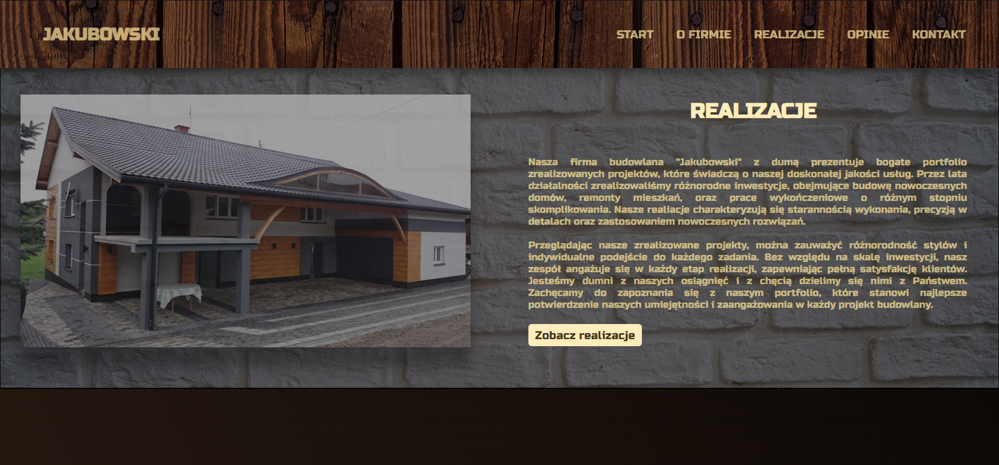 JAKUBOWSKI
START O FIRMIE REALIZACJE OPINIE KONTAKT
REALIZACJE
Nasza firma budowlana "Jakubowski" z dumą prezentuje bogate portfolio
zrealizowanych projektów, które świadczą o naszej doskonałej jakości usług. Przez lata
działalności zrealizowaliśmy różnorodne inwestycje, obejmujące budowę nowoczesnych
domów, remonty mieszkań, oraz prace wykończeniowe o różnym stopniu
skomplikowania. Nasze realiacje charakteryzują się starannością wykonania, precyzją w
detalach oraz zastosowaniem nowoczesnych rozwiązań.
Przeglądając nasze zrealizowane projekty, można zauważyć różnorodność stylów i
indywidualne podejście do każdego zadania. Bez względu na skalę inwestycji, nasz
zespół angażuje się w każdy etap realizacji, zapewniając pełną satysfakcję klientów.
Jesteśmy dumni z naszych osiągnięć i z chęcią dzielimy się nimi z Państwem.
Zachęcamy do zapoznania się z naszym portfolio, które stanowi najlepsze
potwierdzenie naszych umiejętności i zaangażowania w każdy projekt budowlany.
Zobacz realizacje